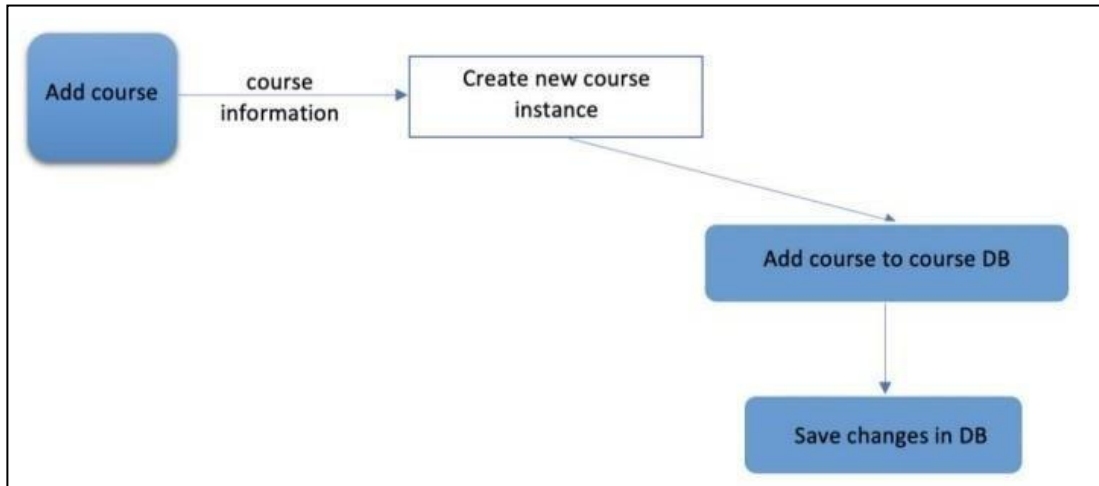 Add course
course
information
Create new course
instance
Add course to course DB
Save changes in DB